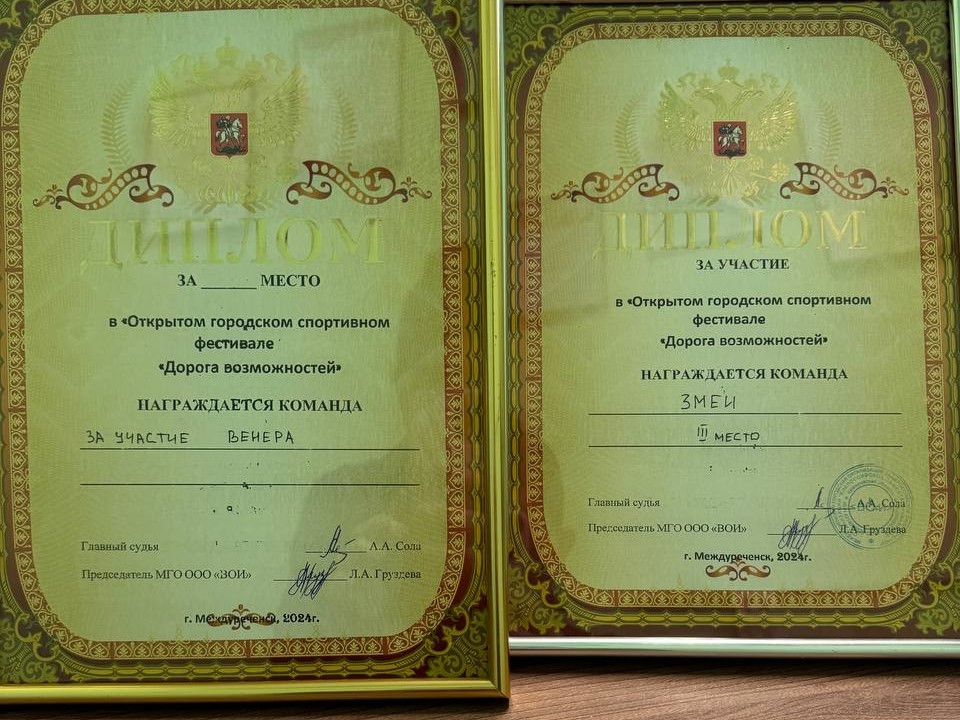 ДИПЛОМ
ЗА ______ МЕСТО
в «Открытом городском спортивном
фестивале
«Дорога возможностей»
НАГРАЖДАЕТСЯ КОМАНДА
ЗА УЧАСТИЕ ВЕНЕРА
Главный судья А.А. Сола
Председатель МГО ООО «ВОИ» Л.А. Груздева
г. Междуреченск, 2024г.
ДИПЛОМ
ЗА УЧАСТИЕ
в «Открытом городском спортивном
фестивале
«Дорога возможностей»
НАГРАЖДАЕТСЯ КОМАНДА
ЗМЕИ
III МЕСТО
Главный судья А.А. Сола
Председатель МГО ООО «ВОИ» Л.А. Груздева
г. Междуреченск, 2024г.